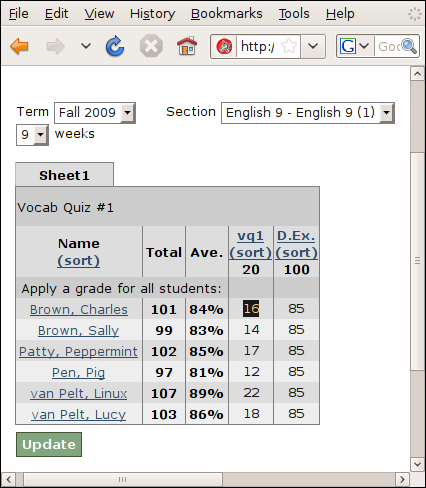 File Edit View History Bookmarks Tools Help
http:/ G Goo
Term Fall 2009 Section English 9 - English 9 (1)
9 weeks
Sheet1
Vocab Quiz #1
Name (sort) Total Ave. vq1 (sort) 20 D.Ex. (sort) 100
Apply a grade for all students:
Brown, Charles 101 84% 16 85
Brown, Sally 99 83% 14 85
Patty, Peppermint 102 85% 17 85
Pen, Pig 97 81% 12 85
van Pelt, Linux 107 89% 22 85
van Pelt, Lucy 103 86% 18 85
Update